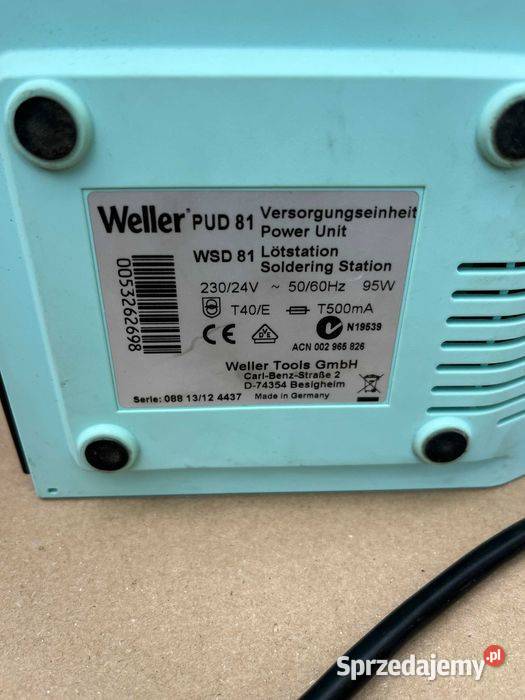 Weller PUD 81 Versorgungseinheit
Power Unit
WSD 81 Lötstation
Soldering Station
230/24V ~ 50/60Hz 95W
T40/E T500mA
N19539
ACN 002 965 826
Weller Tools GmbH
Carl-Benz-Straße 2
D-74354 Besigheim
Serie: 088 13/12 4437 Made in Germany
0053262698
CE
Sprzedajemy.pl